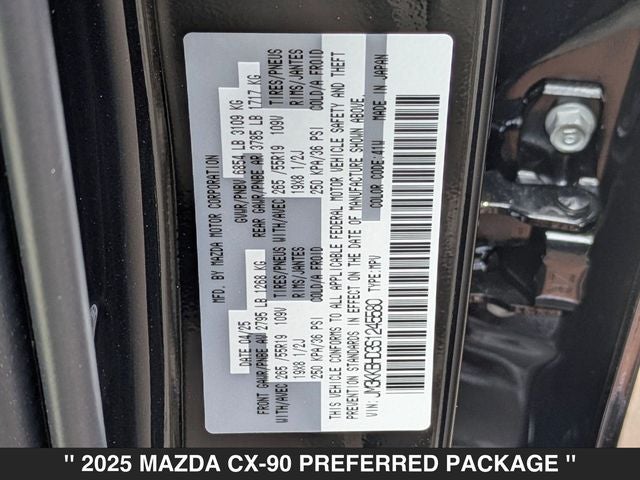 MFD. BY MAZDA MOTOR CORPORATION
DATE 04/25 GVWR/PNBV 6854 LB 3109 KG
FRONT GAWR/PNBE AV 2795 LB 1268 KG REAR GAWR/PNBE AR 3785 LB 1717 KG
WITH/AVEC 265 /55R19 109V TIRES/PNEUS WITH/AVEC 265 /55R19 109V TIRES/PNEUS
19X8 1/2J RIMS/JANTES 19X8 1/2J RIMS/JANTES
250 KPA/36 PSI COLD/A FROID 250 KPA/36 PSI COLD/A FROID
THIS VEHICLE CONFORMS TO ALL APPLICABLE FEDERAL MOTOR VEHICLE SAFETY AND THEFT
PREVENTION STANDARDS IN EFFECT ON THE DATE OF MANUFACTURE SHOWN ABOVE.
VIN: JM3KKBHDC3S1245580 TYPE:MPV COLOR CODE:41W MADE IN JAPAN
" 2025 MAZDA CX-90 PREFERRED PACKAGE "